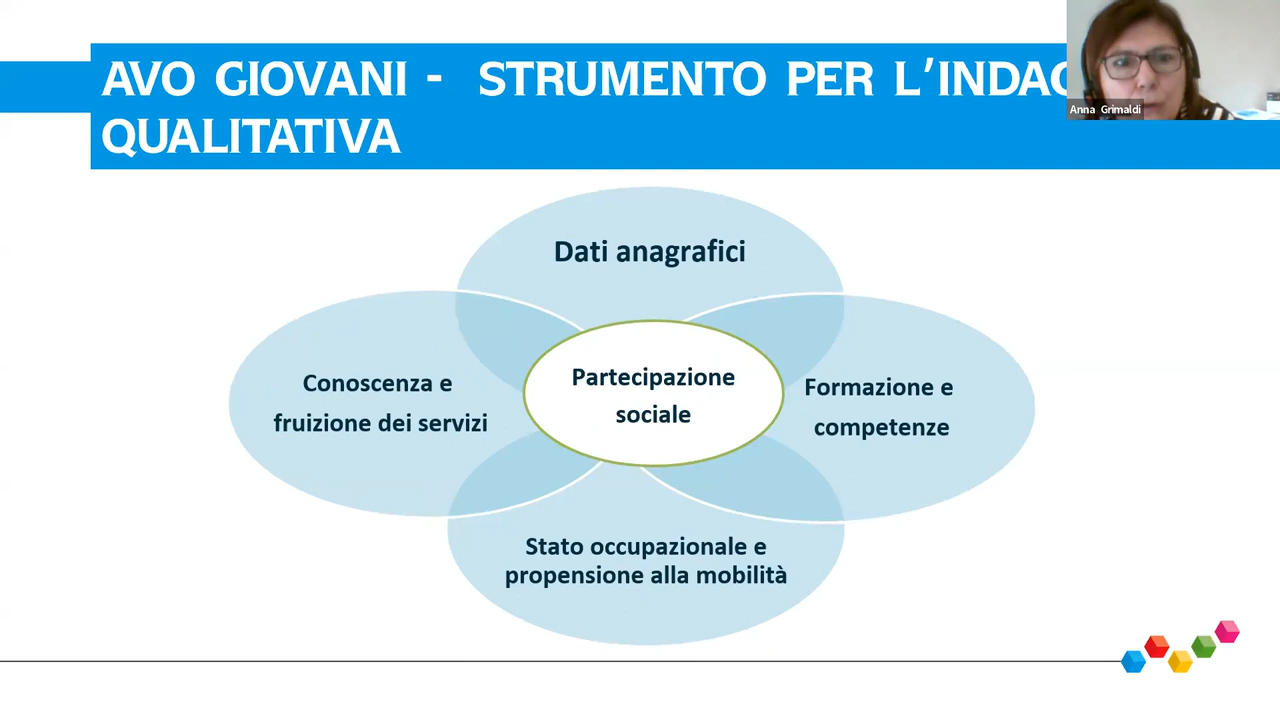 AVO GIOVANI - STRUMENTO PER L'INDAG
QUALITATIVA
Anna Grimaldi
Dati anagrafici
Conoscenza e
fruizione dei servizi
Partecipazione
sociale
Formazione e
competenze
Stato occupazionale e
propensione alla mobilità